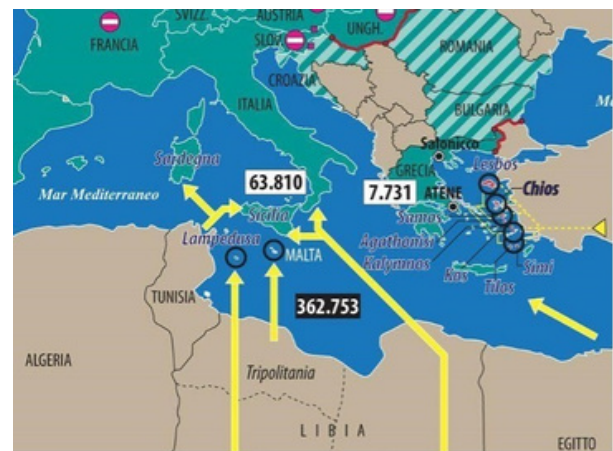 SVIZZ.
AUSTRIA
UNGH.
FRANCIA
SLOV.
ROMANIA
CROAZIA
ITALIA
BULGARIA
Salonicco
GRECIA
Lesbos
Sardegna
63.810
7.731
ATENE
Chios
Mar Mediterraneo
Sicilia
Samos
Lampedusa
Agathonisi
MALTA
Kalymnos
Simi
Kos
Tilos
TUNISIA
362.753
ALGERIA
Tripolitania
LIBIA
EGITTO